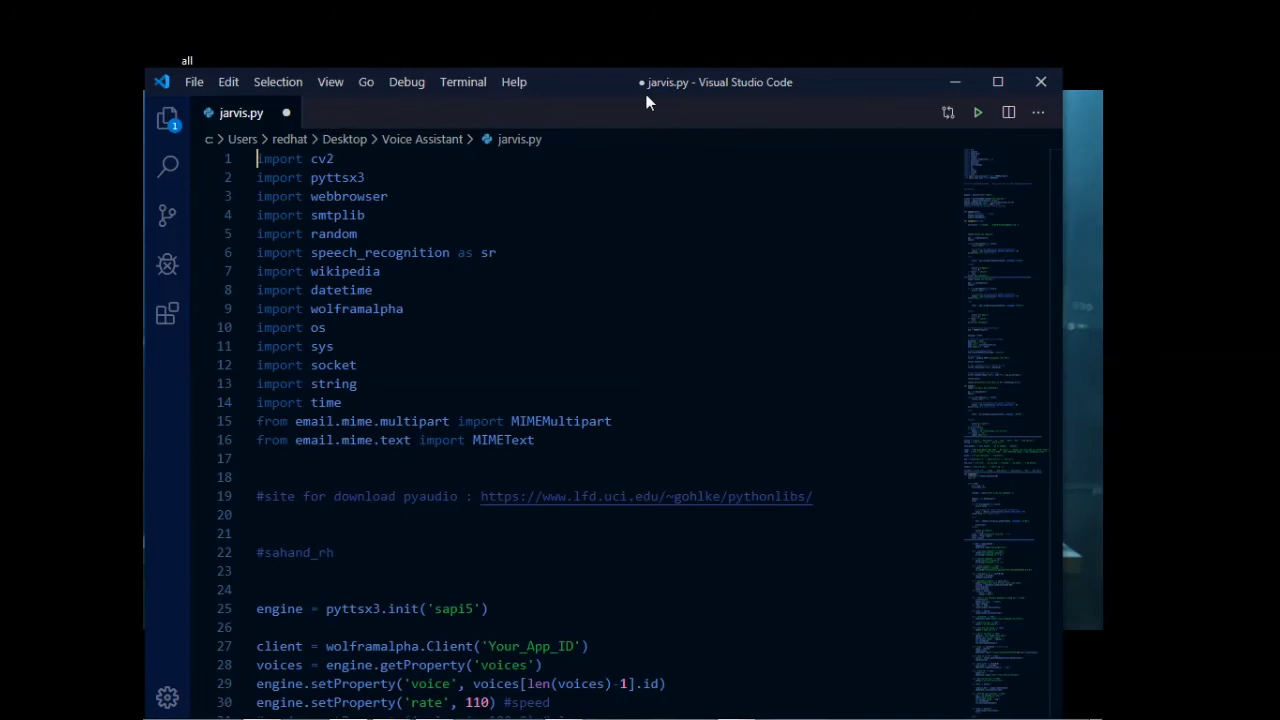 all
File Edit Selection View Go Debug Terminal Help
● jarvis.py - Visual Studio Code
jarvis.py ●
1
C: > Users > redhat > Desktop > Voice Assistant > jarvis.py
1 import cv2
2 import pyttsx3
3 import webbrowser
4 import smtplib
5 import random
6 import speech_recognition as sr
7 import wikipedia
8 import datetime
9 import wolframalpha
10 import os
11 import sys
12 import socket
13 import string
14 import time
15 from email.mime.multipart import MIMEMultipart
16 from email.mime.text import MIMEText
17
18
19 #site for download pyaudio : https://www.lfd.uci.edu/~gohlke/pythonlibs/
20
21
22 #sahand_rh
23
24
25 engine = pyttsx3.init('sapi5')
26
27 client = wolframalpha.Client('Your_App_ID')
28 voices = engine.getProperty('voices')
29 engine.setProperty('voice', voices[len(voices)-1].id)
30 engine.setProperty('rate',110) #speed